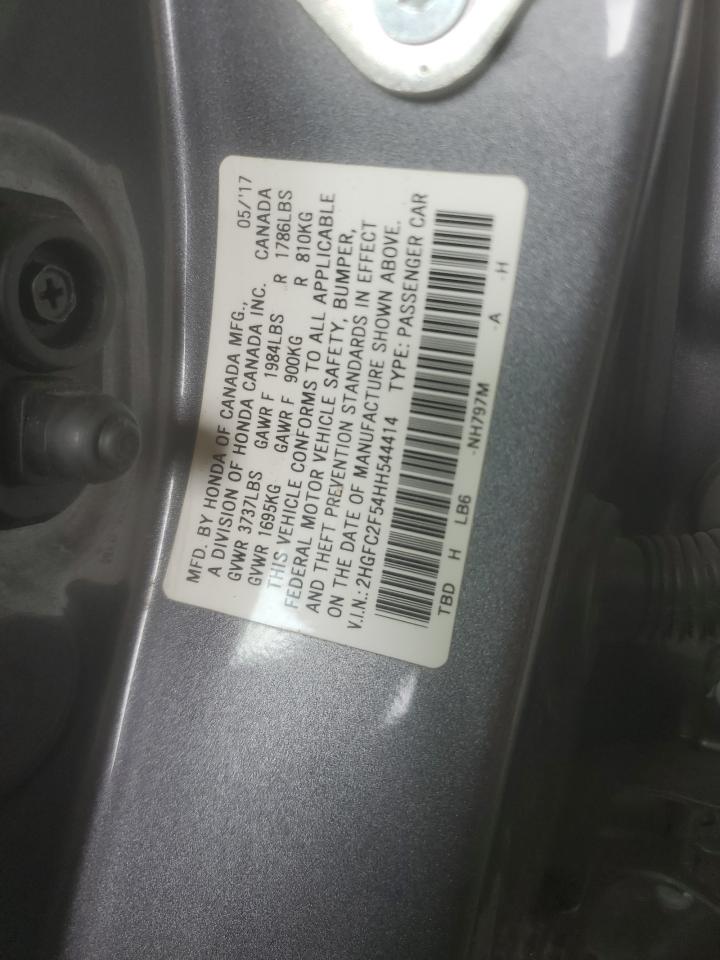 MFD. BY HONDA OF CANADA MFG., 05/'17
A DIVISION OF HONDA CANADA INC. CANADA
GVWR 3737LBS GAWR F 1984LBS R 1786LBS
GVWR 1695KG GAWR F 900KG R 810KG
THIS VEHICLE CONFORMS TO ALL APPLICABLE
FEDERAL MOTOR VEHICLE SAFETY, BUMPER,
AND THEFT PREVENTION STANDARDS IN EFFECT
ON THE DATE OF MANUFACTURE SHOWN ABOVE.
V.I.N.: 2HGFC2F54HH544414 TYPE: PASSENGER CAR
TBD H LB6 -NH797M -A -H